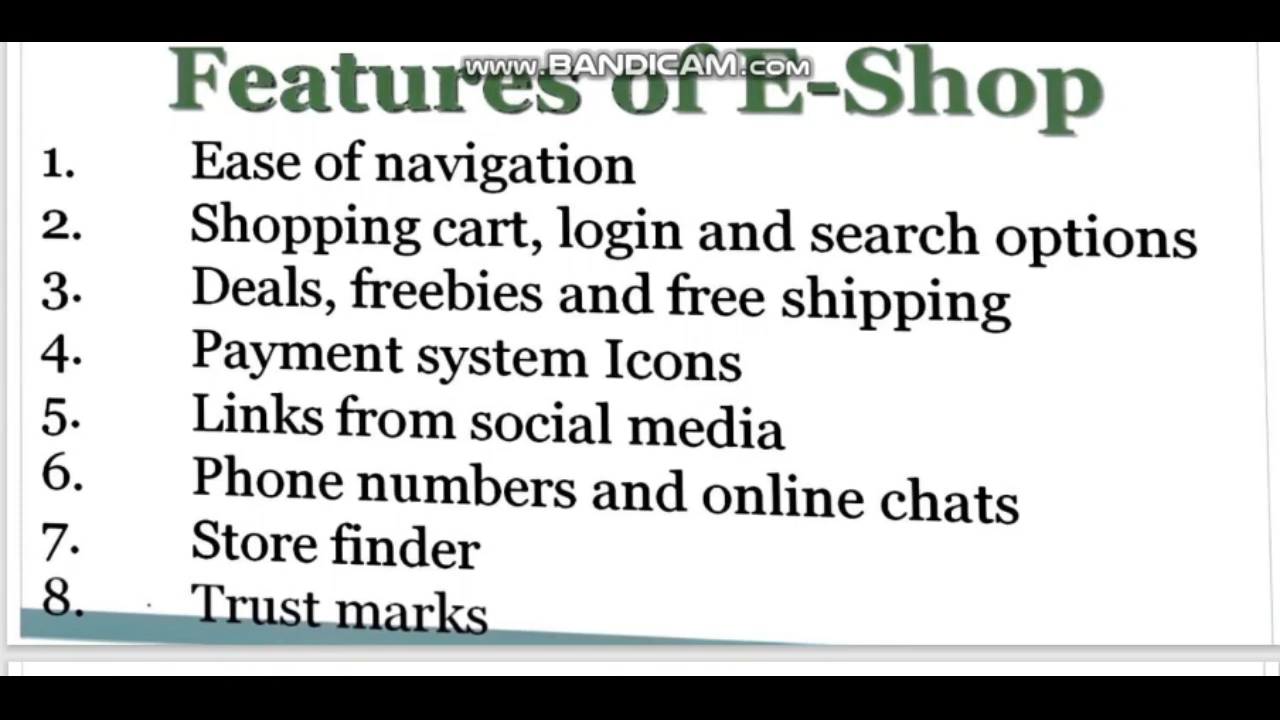 www.BANDICAM.com
Features of E-Shop
1. Ease of navigation
2. Shopping cart, login and search options
3. Deals, freebies and free shipping
4. Payment system Icons
5. Links from social media
6. Phone numbers and online chats
7. Store finder
8. Trust marks